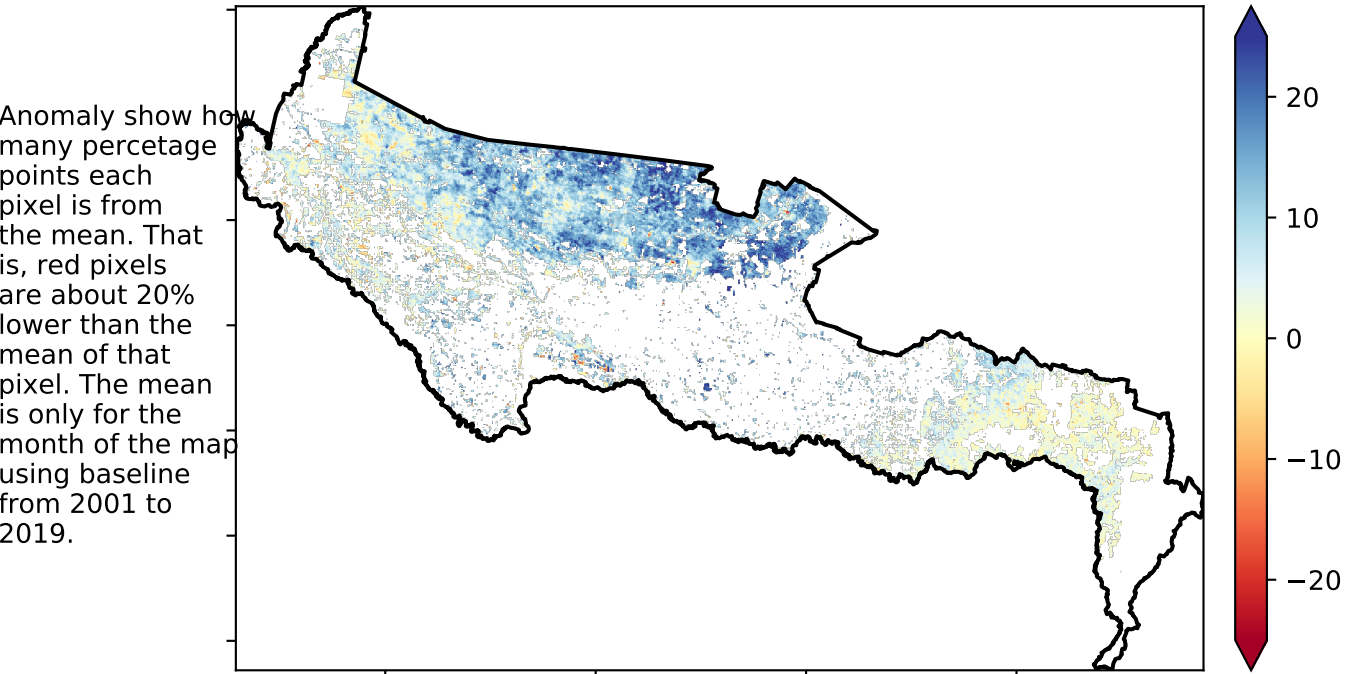 Anomaly show how
many percetage
points each
pixel is from
the mean. That
is, red pixels
are about 20%
lower than the
mean of that
pixel. The mean
is only for the
month of the map
using baseline
from 2001 to
2019.
20
10
0
−10
−20